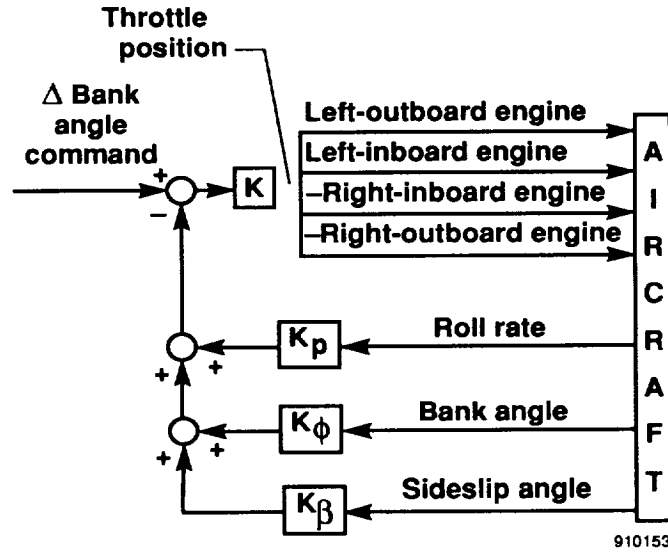 Throttle
position
Δ Bank
angle
command
+
−
K
Left-outboard engine
Left-inboard engine
–Right-inboard engine
–Right-outboard engine
A
I
R
C
R
A
F
T
Roll rate
Kp
+
+
Bank angle
Kϕ
+
+
Sideslip angle
Kβ
910153